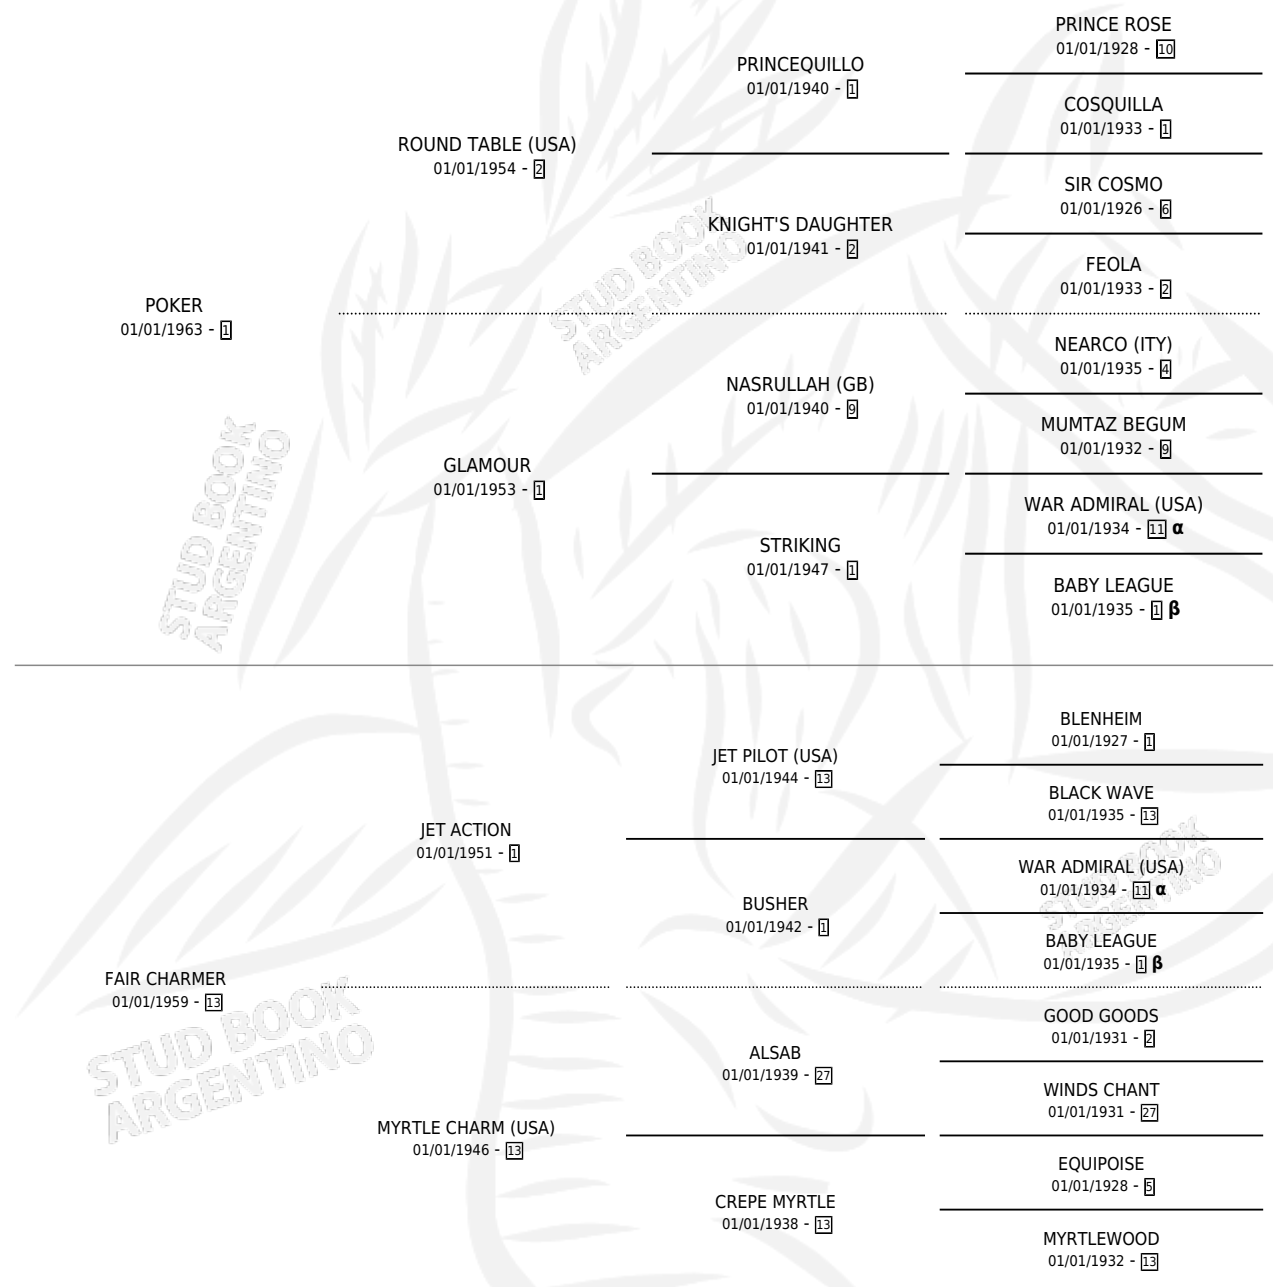 PRINCE ROSE
01/01/1928 - 10
PRINCEQUILLO
01/01/1940 - 1
COSQUILLA
01/01/1933 - 1
ROUND TABLE (USA)
01/01/1954 - 2
SIR COSMO
01/01/1926 - 6
KNIGHT'S DAUGHTER
01/01/1941 - 2
FEOLA
01/01/1933 - 2
POKER
01/01/1963 - 1
NEARCO (ITY)
01/01/1935 - 4
NASRULLAH (GB)
01/01/1940 - 9
MUMTAZ BEGUM
01/01/1932 - 9
GLAMOUR
01/01/1953 - 1
WAR ADMIRAL (USA)
01/01/1934 - 11 α
STRIKING
01/01/1947 - 1
BABY LEAGUE
01/01/1935 - 1 β
BLENHEIM
01/01/1927 - 1
JET PILOT (USA)
01/01/1944 - 13
BLACK WAVE
01/01/1935 - 13
JET ACTION
01/01/1951 - 1
WAR ADMIRAL (USA)
01/01/1934 - 11 α
BUSHER
01/01/1942 - 1
BABY LEAGUE
01/01/1935 - 1 β
FAIR CHARMER
01/01/1959 - 13
GOOD GOODS
01/01/1931 - 2
ALSAB
01/01/1939 - 27
WINDS CHANT
01/01/1931 - 27
MYRTLE CHARM (USA)
01/01/1946 - 13
EQUIPOISE
01/01/1928 - 5
CREPE MYRTLE
01/01/1938 - 13
MYRTLEWOOD
01/01/1932 - 13
STUD BOOK
ARGENTINO
STUD BOOK
ARGENTINO
STUD BOOK
ARGENTINO
STUD BOOK
ARGENTINO